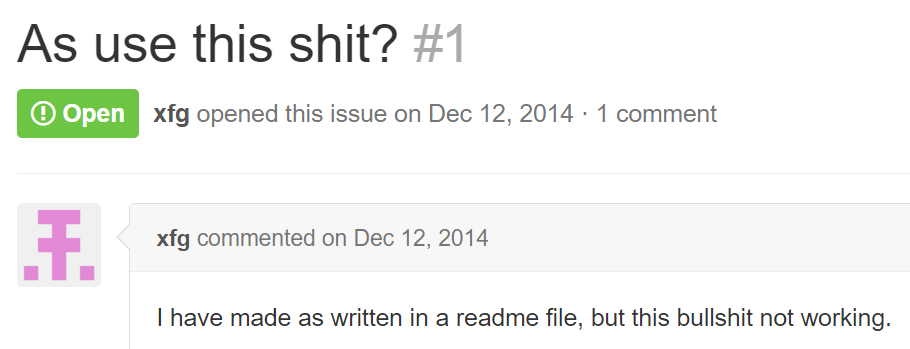 As use this shit? #1
Open xfg opened this issue on Dec 12, 2014 · 1 comment
xfg commented on Dec 12, 2014
I have made as written in a readme file, but this bullshit not working.